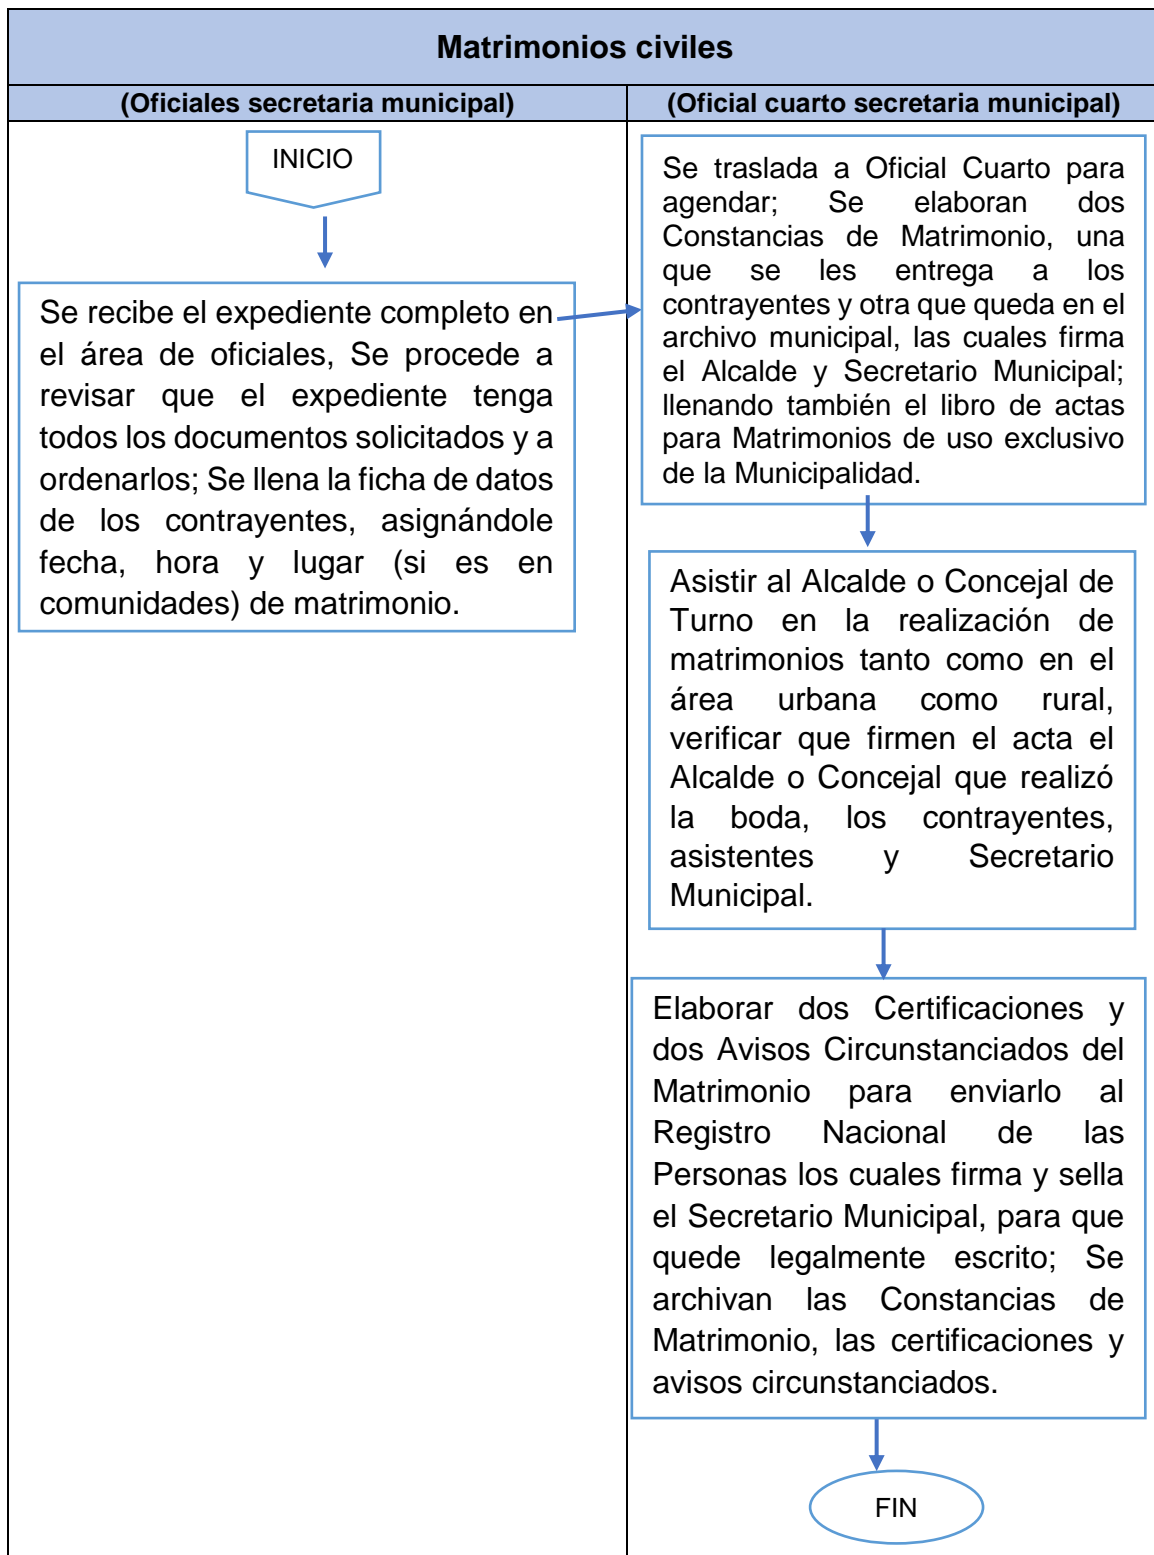 Matrimonios civiles
(Oficiales secretaria municipal)
(Oficial cuarto secretaria municipal)
INICIO
Se recibe el expediente completo en
el área de oficiales, Se procede a
revisar que el expediente tenga
todos los documentos solicitados y a
ordenarlos; Se llena la ficha de datos
de los contrayentes, asignándole
fecha, hora y lugar (si es en
comunidades) de matrimonio.
Se traslada a Oficial Cuarto para
agendar; Se elaboran dos
Constancias de Matrimonio, una
que se les entrega a los
contrayentes y otra que queda en el
archivo municipal, las cuales firma
el Alcalde y Secretario Municipal;
llenando también el libro de actas
para Matrimonios de uso exclusivo
de la Municipalidad.
Asistir al Alcalde o Concejal de
Turno en la realización de
matrimonios tanto como en el
área urbana como rural,
verificar que firmen el acta el
Alcalde o Concejal que realizó
la boda, los contrayentes,
asistentes y Secretario
Municipal.
Elaborar dos Certificaciones y
dos Avisos Circunstanciados del
Matrimonio para enviarlo al
Registro Nacional de las
Personas los cuales firma y sella
el Secretario Municipal, para que
quede legalmente escrito; Se
archivan las Constancias de
Matrimonio, las certificaciones y
avisos circunstanciados.
FIN